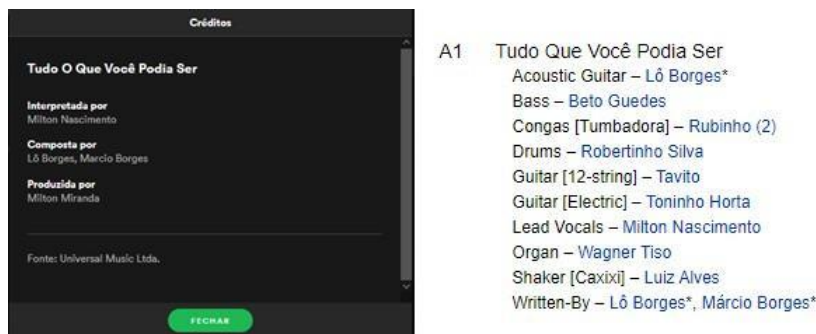 Créditos
Tudo O Que Você Podia Ser
Interpretada por
Milton Nascimento
Composta por
Lô Borges, Marcio Borges
Produzida por
Milton Miranda
Fonte: Universal Music Ltda.
FECHAR
A1 Tudo Que Você Podia Ser
Acoustic Guitar – Lô Borges*
Bass – Beto Guedes
Congas [Tumbadora] – Rubinho (2)
Drums – Robertinho Silva
Guitar [12-string] – Tavito
Guitar [Electric] – Toninho Horta
Lead Vocals – Milton Nascimento
Organ – Wagner Tiso
Shaker [Caxixi] – Luiz Alves
Written-By – Lô Borges*, Márcio Borges*